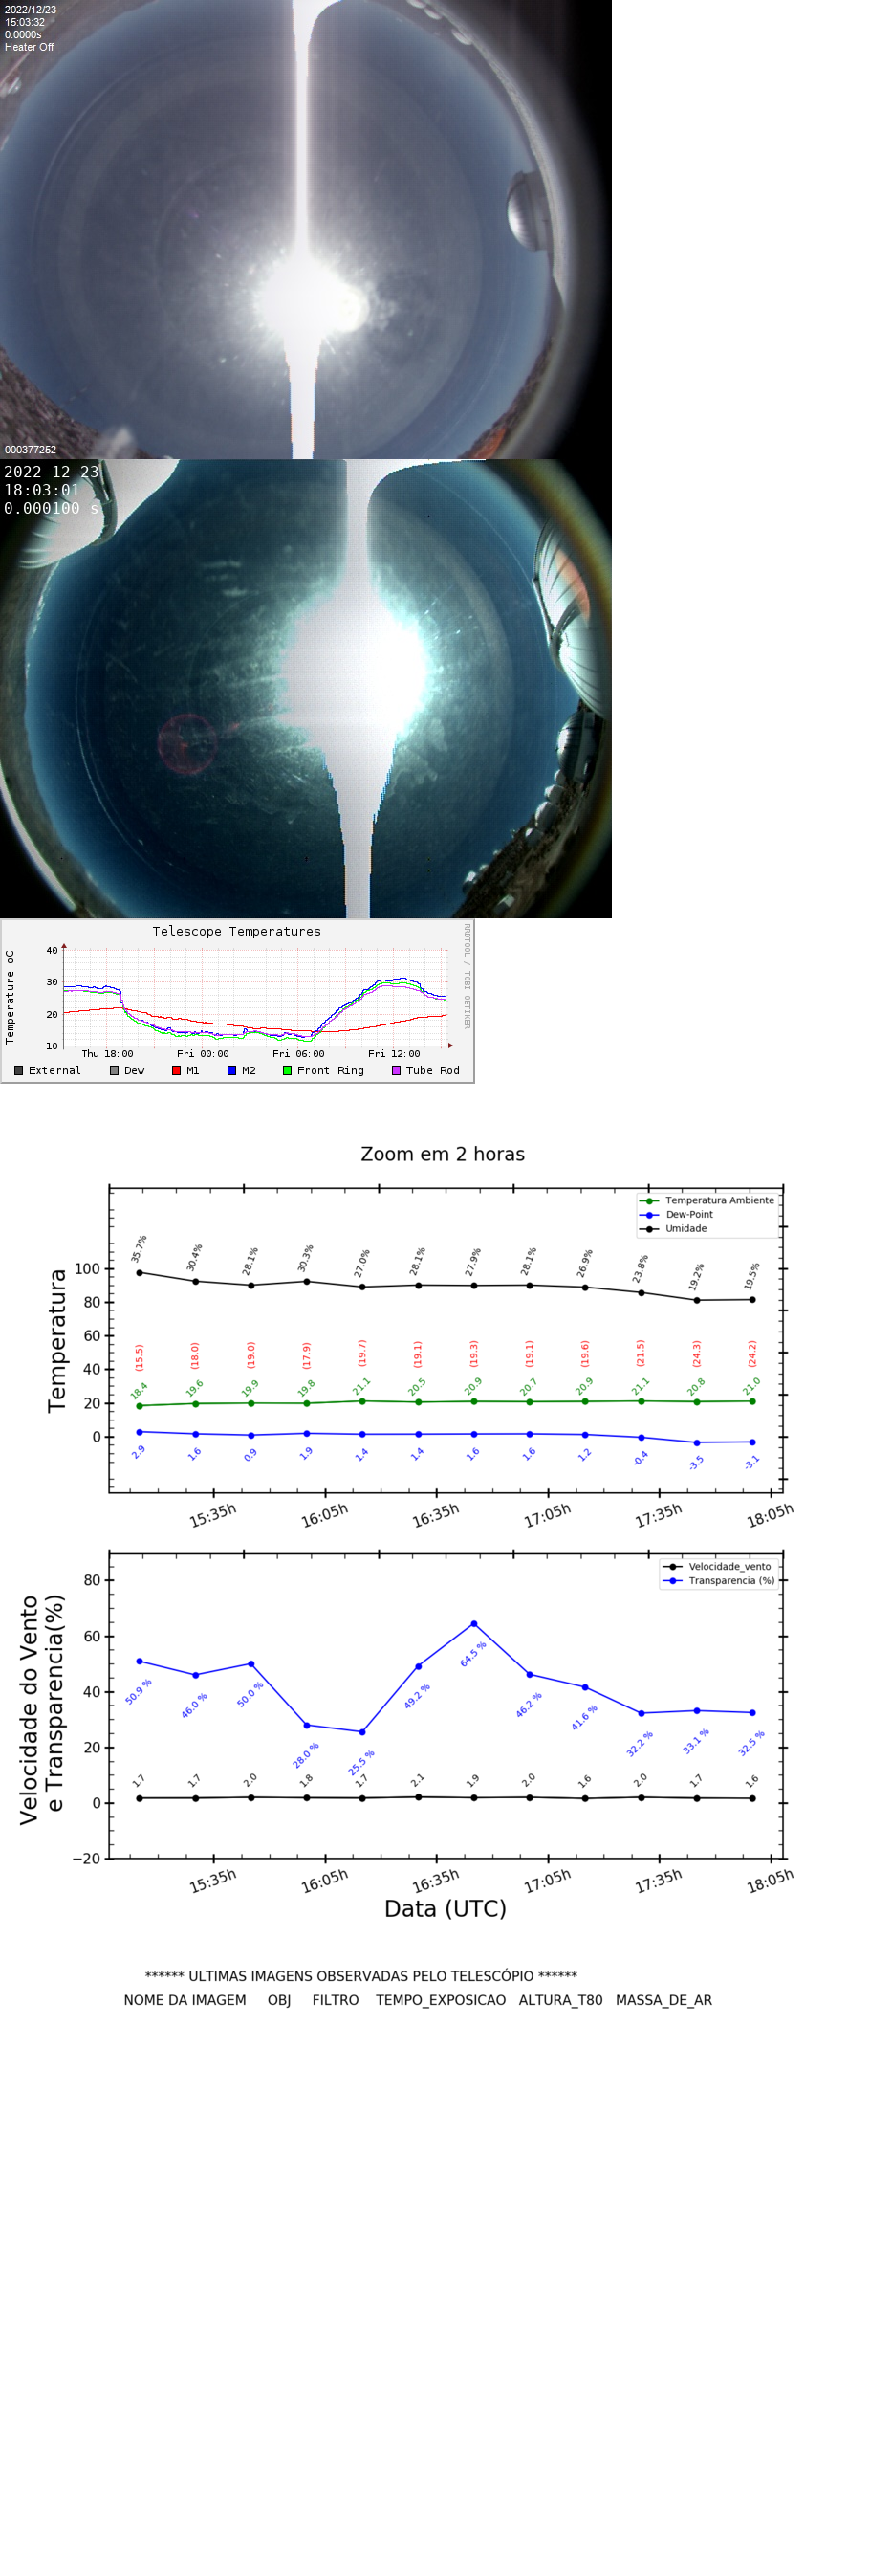 2022/12/23
15:03:32
0.0000s
Heater Off
000377252
2022-12-23
18:03:01
0.000100 s
Telescope Temperatures
RRDTOOL / TOBI OETIKER
Temperature oC
40
30
20
10
Thu 18:00 Fri 00:00 Fri 06:00 Fri 12:00
External Dew M1 M2 Front Ring Tube Rod
Zoom em 2 horas
Temperatura Ambiente
Dew-Point
Umidade
Temperatura
100
80
60
40
20
0
35.7% 30.4% 28.1% 30.3% 27.0% 28.1% 27.9% 28.1% 26.9% 23.8% 19.2% 19.5%
(15.5) (18.0) (19.0) (17.9) (19.7) (19.1) (19.3) (19.1) (19.6) (21.5) (24.3) (24.2)
18.4 19.6 19.9 19.8 21.1 20.5 20.9 20.7 20.9 21.1 20.8 21.0
2.9 1.6 0.9 1.9 1.4 1.4 1.6 1.6 1.2 -0.4 -3.5 -3.1
15:35h 16:05h 16:35h 17:05h 17:35h 18:05h
Velocidade_vento
Transparencia (%)
Velocidade do Vento
e Transparencia(%)
80
60
40
20
0
−20
50.9 % 46.0 % 50.0 % 28.0 % 25.5 % 49.2 % 64.5 % 46.2 % 41.6 % 32.2 % 33.1 % 32.5 %
1.7 1.7 2.0 1.8 1.7 2.1 1.9 2.0 1.6 2.0 1.7 1.6
15:35h 16:05h 16:35h 17:05h 17:35h 18:05h
Data (UTC)
****** ULTIMAS IMAGENS OBSERVADAS PELO TELESCÓPIO ******
NOME DA IMAGEM OBJ FILTRO TEMPO_EXPOSICAO ALTURA_T80 MASSA_DE_AR